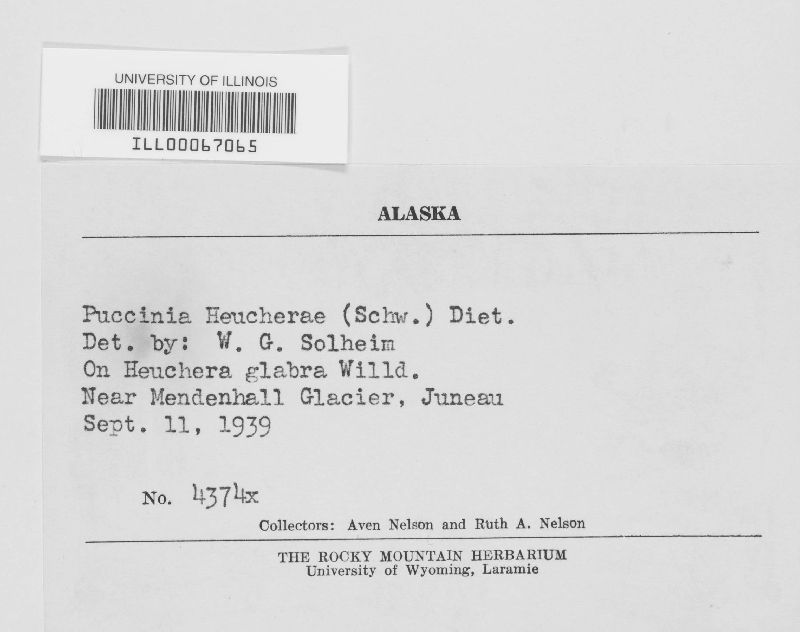 UNIVERSITY OF ILLINOIS
ILL00067065
ALASKA
Puccinia Heucherae (Schw.) Diet.
Det. by: W. G. Solheim
On Heuchera glabra Willd.
Near Mendenhall Glacier, Juneau
Sept. 11, 1939
No. 4374x
Collectors: Aven Nelson and Ruth A. Nelson
THE ROCKY MOUNTAIN HERBARIUM
University of Wyoming, Laramie